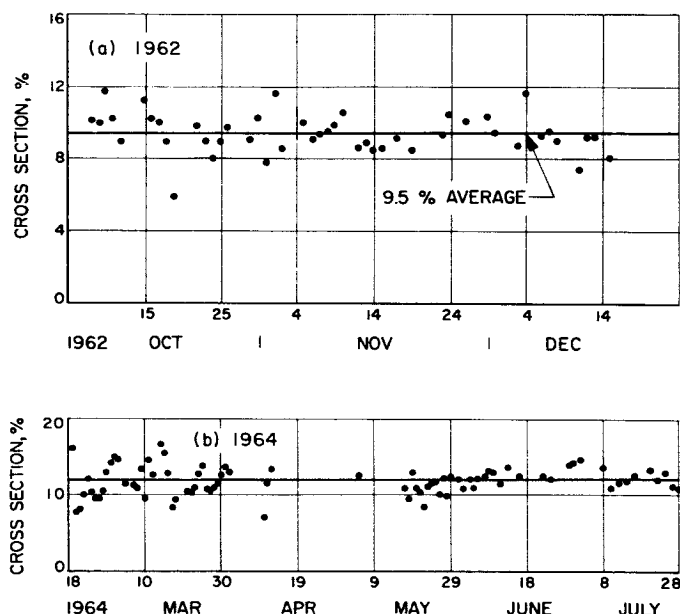 16
(a) 1962
12
8
4
0
CROSS SECTION, %
9.5 % AVERAGE
15 25 4 14 24 4 14
1962 OCT 1 NOV 1 DEC
20
(b) 1964
10
0
CROSS SECTION, %
18 10 30 19 9 29 18 8 28
1964 MAR APR MAY JUNE JULY